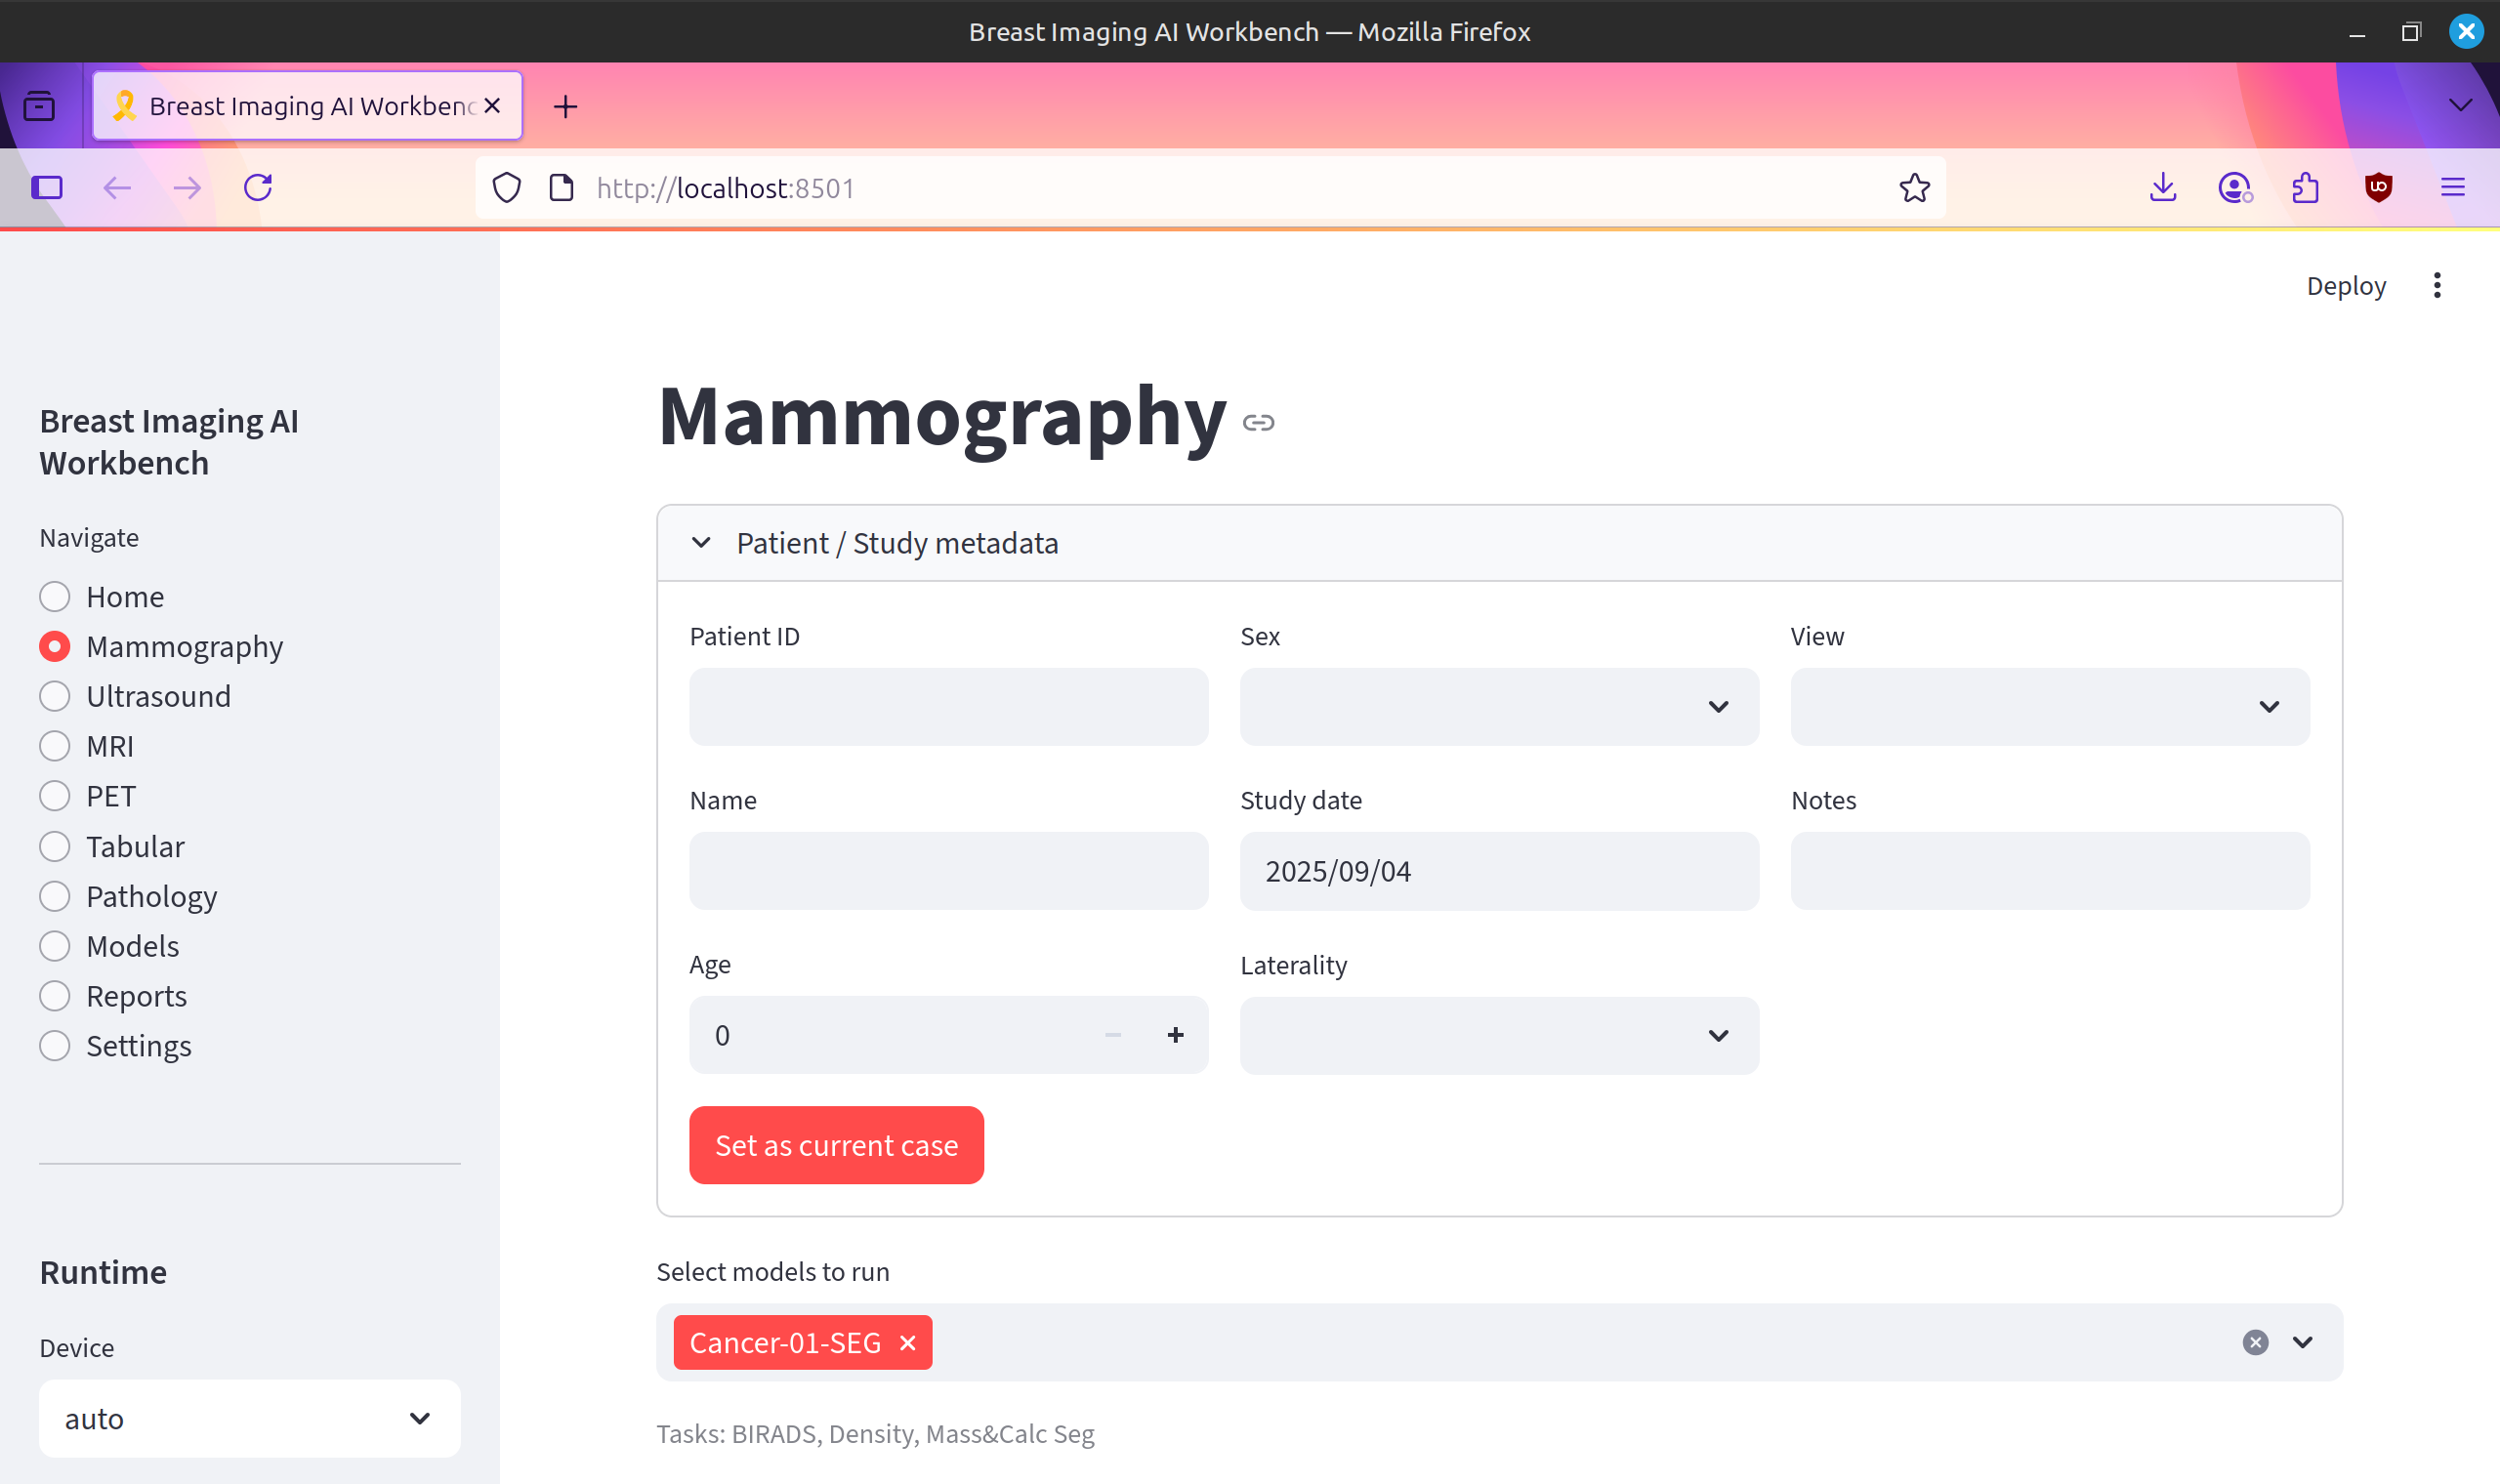 Breast Imaging AI Workbench — Mozilla Firefox
Breast Imaging AI Workbenc
http://localhost:8501
Deploy
Breast Imaging AI
Workbench
Navigate
Home
Mammography
Ultrasound
MRI
PET
Tabular
Pathology
Models
Reports
Settings
Runtime
Device
auto
Mammography
Patient / Study metadata
Patient ID
Sex
View
Name
Study date
Notes
2025/09/04
Age
Laterality
0
Set as current case
Select models to run
Cancer-01-SEG
Tasks: BIRADS, Density, Mass&Calc Seg